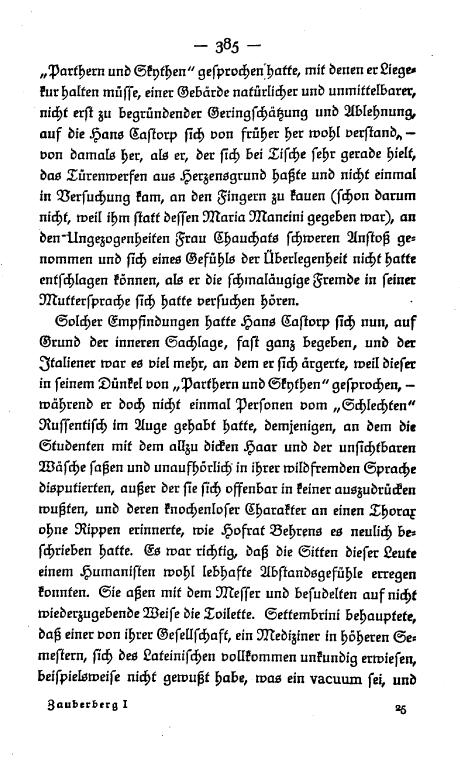 — 385 —
„Parthern und Skythen“ gesprochen hatte, mit denen er Liege-
kur halten müsse, einer Gebärde natürlicher und unmittelbarer,
nicht erst zu begründender Geringschätzung und Ablehnung,
auf die Hans Castorp sich von früher her wohl verstand, —
von damals her, als er, der sich bei Tische sehr gerade hielt,
das Türenwerfen aus Herzensgrund haßte und nicht einmal
in Versuchung kam, an den Fingern zu kauen (schon darum
nicht, weil ihm statt dessen Maria Mancini gegeben war), an
den Ungezogenheiten Frau Chauchats schweren Anstoß ge-
nommen und sich eines Gefühls der Überlegenheit nicht hatte
entschlagen können, als er die schmaläugige Fremde in seiner
Muttersprache sich hatte versuchen hören.
Solcher Empfindungen hatte Hans Castorp sich nun, auf
Grund der inneren Sachlage, fast ganz begeben, und der
Italiener war es viel mehr, an dem er sich ärgerte, weil dieser
in seinem Dünkel von „Parthern und Skythen“ gesprochen, —
während er doch nicht einmal Personen vom „Schlechten“
Russentisch im Auge gehabt hatte, demjenigen, an dem die
Studenten mit dem allzu dicken Haar und der unsichtbaren
Wäsche saßen und unaufhörlich in ihrer wildfremden Sprache
disputierten, außer der sie sich offenbar in keiner auszudrücken
wußten, und deren knochenloser Charakter an einen Thorax
ohne Rippen erinnerte, wie Hofrat Behrens es neulich be-
schrieben hatte. Es war richtig, daß die Sitten dieser Leute
einem Humanisten wohl lebhafte Abstandsgefühle erregen
konnten. Sie aßen mit dem Messer und besudelten auf nicht
wiederzugebende Weise die Toilette. Settembrini behauptete,
daß einer von ihrer Gesellschaft, ein Mediziner in höheren Se-
mestern, sich des Lateinischen vollkommen unkundig erwiesen,
beispielsweise nicht gewußt habe, was ein vacuum sei, und
Zauberberg I 25